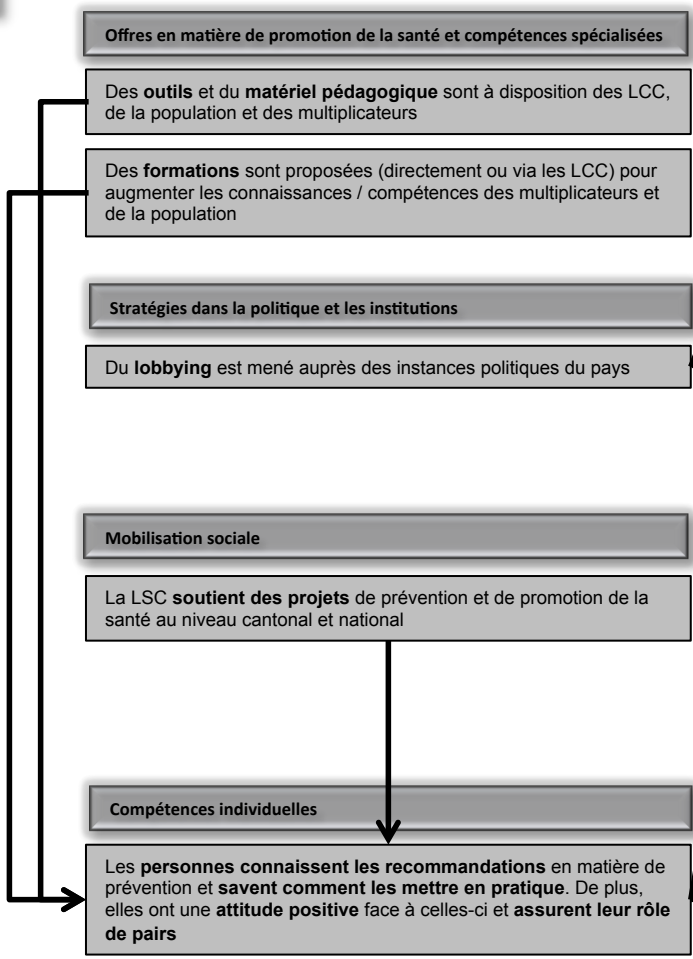 Offres en matière de promotion de la santé et compétences spécialisées
Des outils et du matériel pédagogique sont à disposition des LCC,
de la population et des multiplicateurs
Des formations sont proposées (directement ou via les LCC) pour
augmenter les connaissances / compétences des multiplicateurs et
de la population
Stratégies dans la politique et les institutions
Du lobbying est mené auprès des instances politiques du pays
Mobilisation sociale
La LSC soutient des projets de prévention et de promotion de la
santé au niveau cantonal et national
Compétences individuelles
Les personnes connaissent les recommandations en matière de
prévention et savent comment les mettre en pratique. De plus,
elles ont une attitude positive face à celles-ci et assurent leur rôle
de pairs